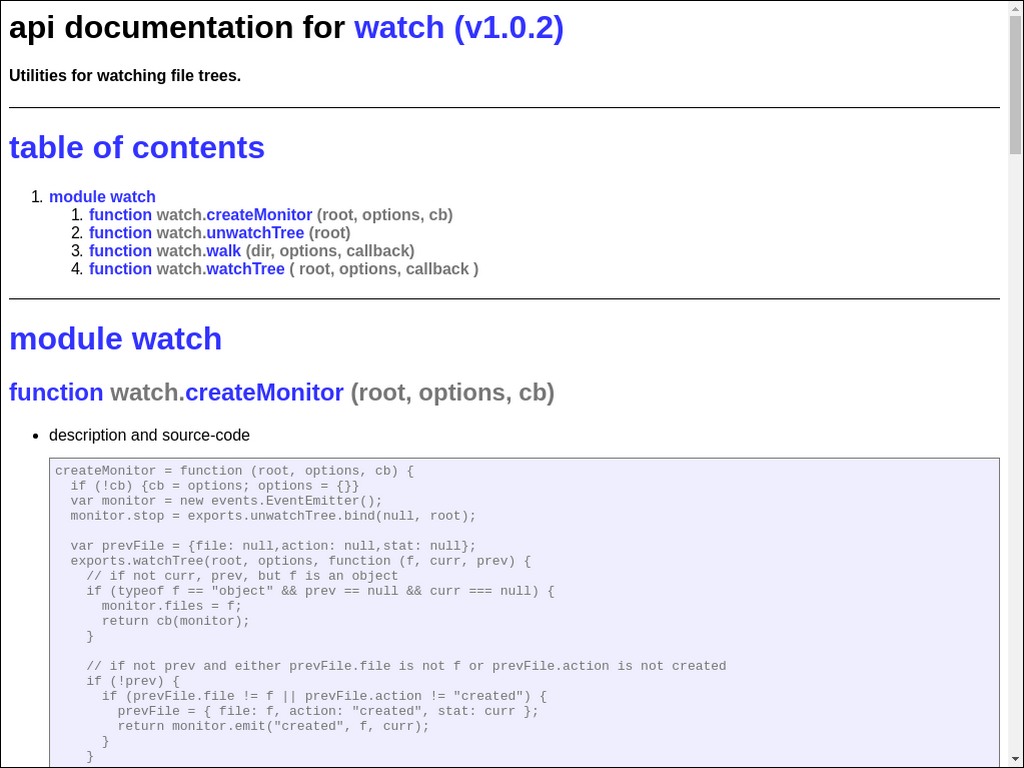 api documentation for watch (v1.0.2)
Utilities for watching file trees.
table of contents
1. module watch
1. function watch.createMonitor (root, options, cb)
2. function watch.unwatchTree (root)
3. function watch.walk (dir, options, callback)
4. function watch.watchTree ( root, options, callback )
module watch
function watch.createMonitor (root, options, cb)
• description and source-code
createMonitor = function (root, options, cb) {
  if (!cb) {cb = options; options = {}}
  var monitor = new events.EventEmitter();
  monitor.stop = exports.unwatchTree.bind(null, root);

  var prevFile = {file: null,action: null,stat: null};
  exports.watchTree(root, options, function (f, curr, prev) {
    // if not curr, prev, but f is an object
    if (typeof f == "object" && prev == null && curr === null) {
      monitor.files = f;
      return cb(monitor);
    }

    // if not prev and either prevFile.file is not f or prevFile.action is not created
    if (!prev) {
      if (prevFile.file != f || prevFile.action != "created") {
        prevFile = { file: f, action: "created", stat: curr };
        return monitor.emit("created", f, curr);
      }
    }